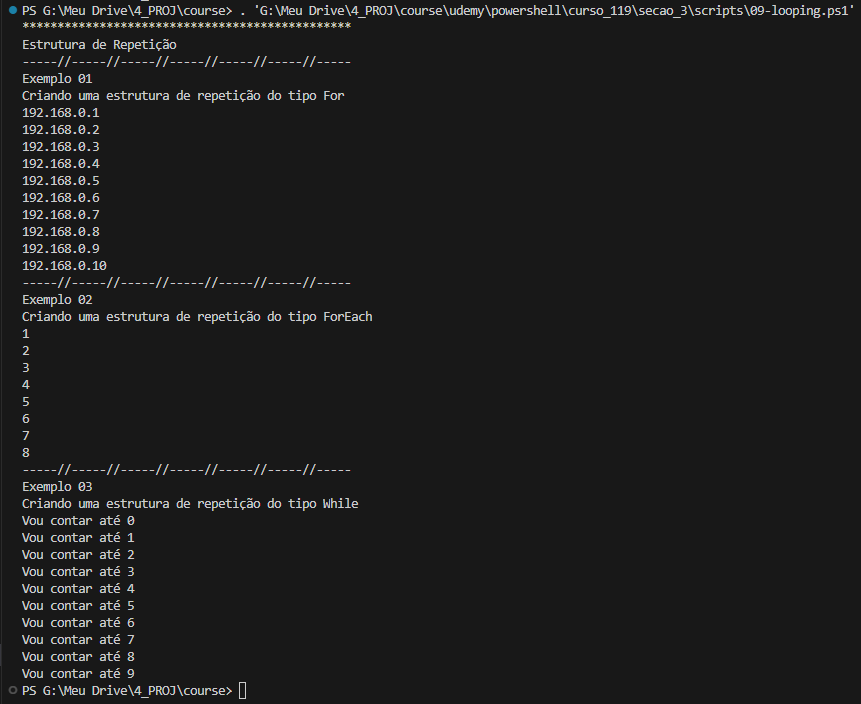 PS G:\Meu Drive\4_PROJ\course> . 'G:\Meu Drive\4_PROJ\course\udemy\powershell\curso_119\secao_3\scripts\09-looping.ps1'
***********************************************
Estrutura de Repetição
-----//-----//-----//-----//-----//-----//-----
Exemplo 01
Criando uma estrutura de repetição do tipo For
192.168.0.1
192.168.0.2
192.168.0.3
192.168.0.4
192.168.0.5
192.168.0.6
192.168.0.7
192.168.0.8
192.168.0.9
192.168.0.10
-----//-----//-----//-----//-----//-----//-----
Exemplo 02
Criando uma estrutura de repetição do tipo ForEach
1
2
3
4
5
6
7
8
-----//-----//-----//-----//-----//-----//-----
Exemplo 03
Criando uma estrutura de repetição do tipo While
Vou contar até 0
Vou contar até 1
Vou contar até 2
Vou contar até 3
Vou contar até 4
Vou contar até 5
Vou contar até 6
Vou contar até 7
Vou contar até 8
Vou contar até 9
PS G:\Meu Drive\4_PROJ\course>